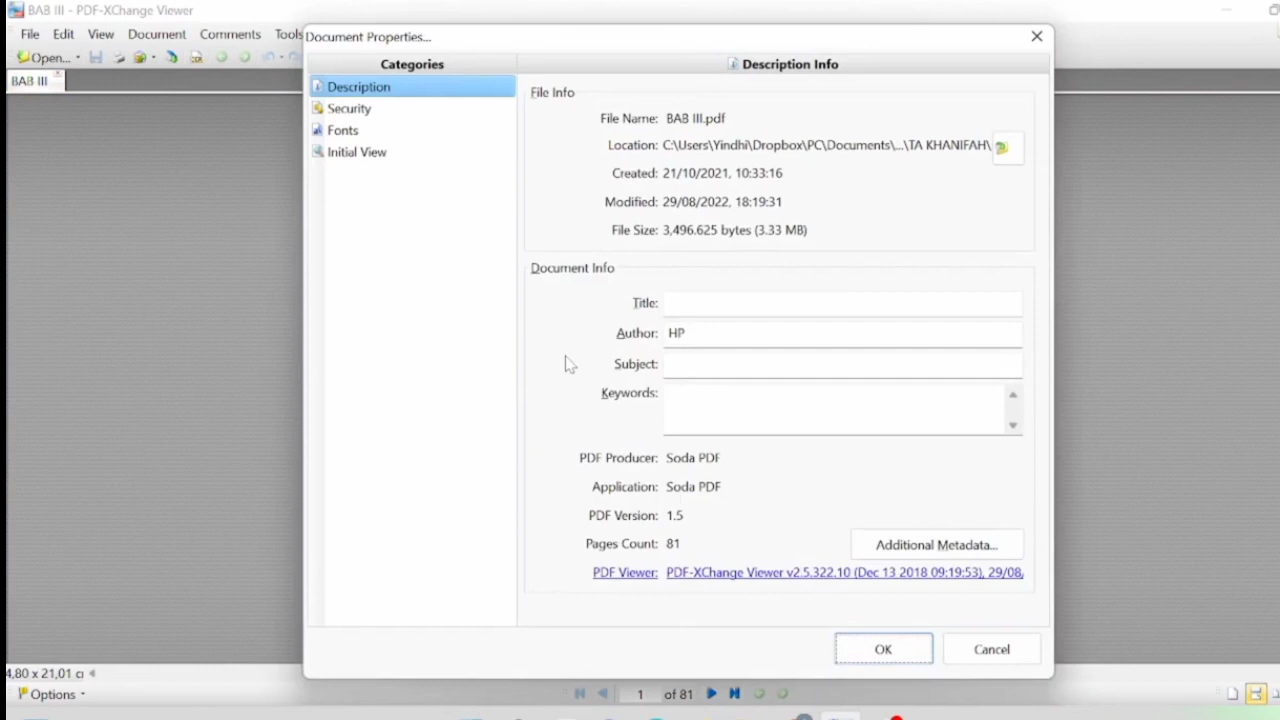 BAB III - PDF-XChange Viewer
File Edit View Document Comments Tools
Open...
BAB III
Document Properties...
Categories
Description
Security
Fonts
Initial View
Description Info
File Info
File Name: BAB III.pdf
Location: C:\Users\Yindhi\Dropbox\PC\Documents\...\TA KHANIFAH\
Created: 21/10/2021, 10:33:16
Modified: 29/08/2022, 18:19:31
File Size: 3,496.625 bytes (3.33 MB)
Document Info
Title:
Author: HP
Subject:
Keywords:
PDF Producer: Soda PDF
Application: Soda PDF
PDF Version: 1.5
Pages Count: 81
Additional Metadata...
PDF Viewer: PDF-XChange Viewer v2.5.322.10 (Dec 13 2018 09:19:53), 29/08,
OK Cancel
4,80 x 21,01 cı
Options
1 of 81